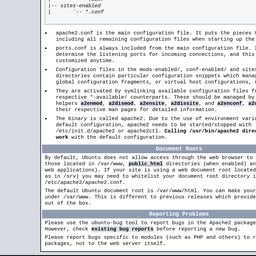 |-- sites-enabled
`-- *.conf
apache2.conf is the main configuration file. It puts the pieces
including all remaining configuration files when starting up the
ports.conf is always included from the main configuration file.
determine the listening ports for incoming connections, and this
customized anytime.
Configuration files in the mods-enabled/, conf-enabled/ and sites
directories contain particular configuration snippets which manag
global configuration fragments, or virtual host configurations,
They are activated by symlinking available configuration files f
respective *-available/ counterparts. These should be managed by
helpers a2enmod, a2dismod, a2ensite, a2dissite, and a2enconf, a2
their respective man pages for detailed information.
The binary is called apache2. Due to the use of environment varia
default configuration, apache2 needs to be started/stopped with
/etc/init.d/apache2 or apache2ctl. Calling /usr/bin/apache2 direc
work with the default configuration.
Document Roots
By default, Ubuntu does not allow access through the web browser to
those located in /var/www, public_html directories (when enabled) an
web applications). If your site is using a web document root located
as in /srv) you may need to whitelist your document root directory i
/etc/apache2/apache2.conf.
The default Ubuntu document root is /var/www/html. You can make your
under /var/www. This is different to previous releases which provide
out of the box.
Reporting Problems
Please use the ubuntu-bug tool to report bugs in the Apache2 package
However, check existing bug reports before reporting a new bug.
Please report bugs specific to modules (such as PHP and others) to r
packages, not to the web server itself.